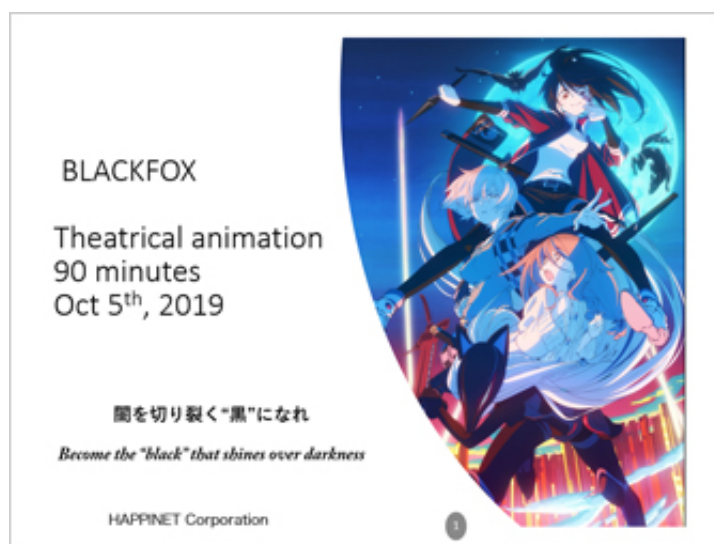 BLACKFOX
Theatrical animation
90 minutes
Oct 5th, 2019
闇を切り裂く“黒”になれ
Become the “black” that shines over darkness
HAPPINET Corporation
1